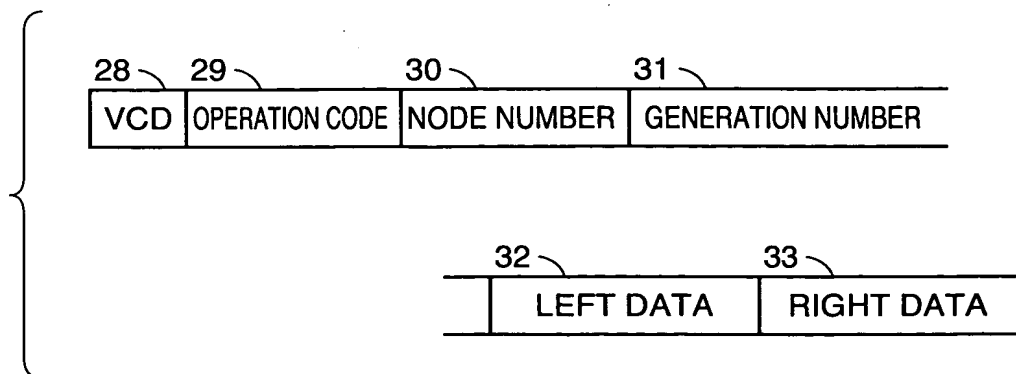 28 29 30 31
VCD OPERATION CODE NODE NUMBER GENERATION NUMBER
32 33
LEFT DATA RIGHT DATA